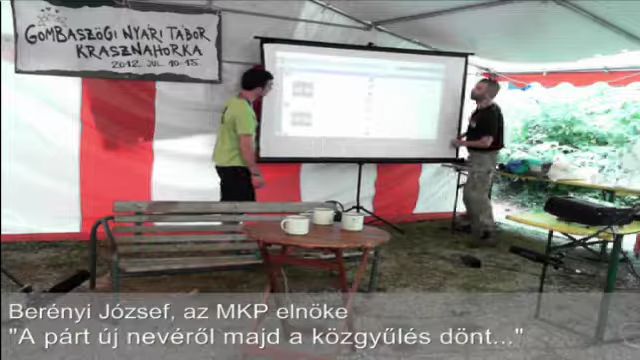 GOMBASZÖGI NYÁRI TÁBOR
KRASZNAHORKA
2012. JUL. 10-15.
Berényi József, az MKP elnöke
"A párt új nevéről majd a közgyűlés dönt..."